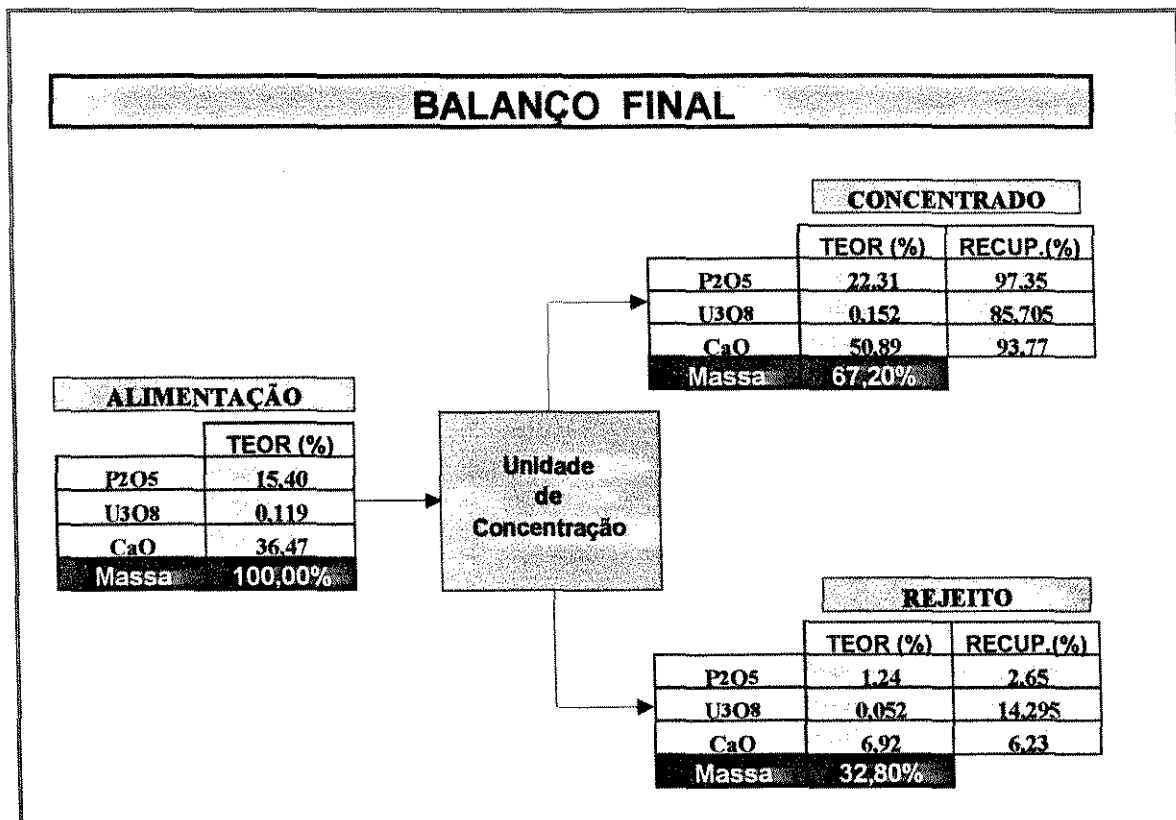 BALANÇO FINAL
CONCENTRADO
TEOR (%) RECUP.(%)
P2O5 22,31 97,35
U3O8 0,152 85,705
CaO 50,89 93,77
Massa 67,20%
ALIMENTAÇÃO
TEOR (%)
P2O5 15,40
U3O8 0,119
CaO 36,47
Massa 100,00%
Unidade
de
Concentração
REJEITO
TEOR (%) RECUP.(%)
P2O5 1,24 2,65
U3O8 0,052 14,295
CaO 6,92 6,23
Massa 32,80%